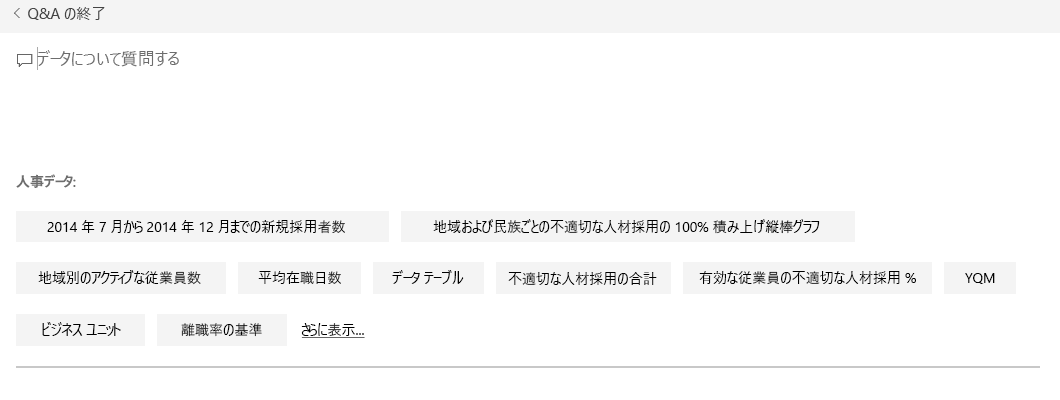 Q&A の終了
データについて質問する
人事データ:
2014 年 7 月から 2014 年 12 月までの新規採用者数
地域および民族ごとの不適切な人材採用の 100% 積み上げ縦棒グラフ
地域別のアクティブな従業員数
平均在職日数
データ テーブル
不適切な人材採用の合計
有効な従業員の不適切な人材採用 %
YQM
ビジネス ユニット
離職率の基準
さらに表示...